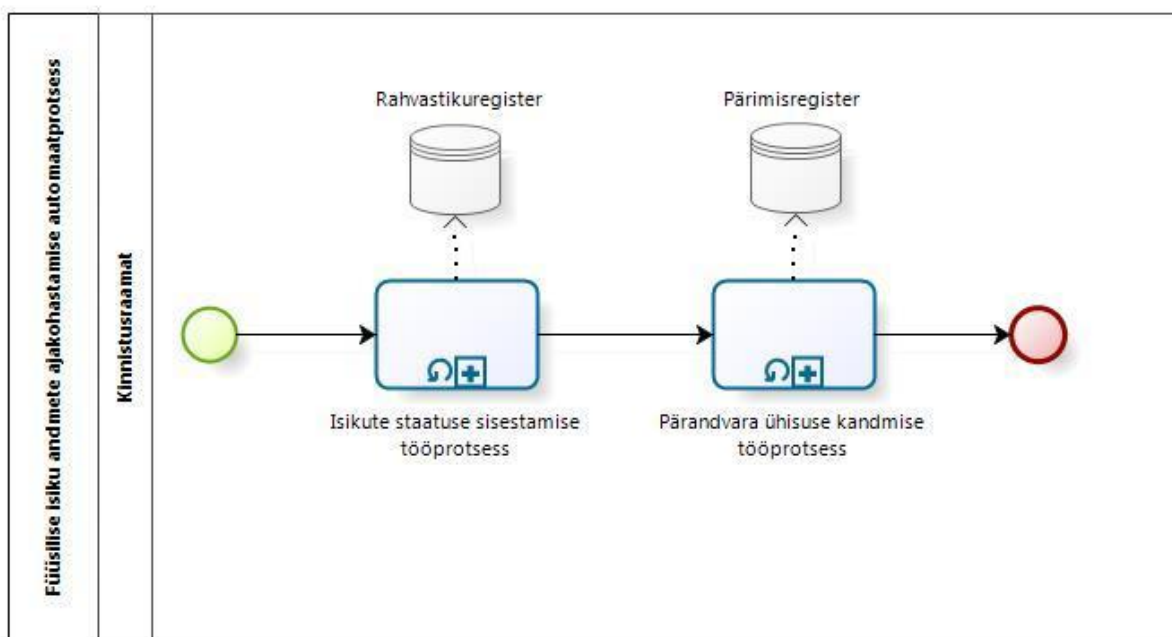 Füüsilise isiku andmete ajakohastamise automaatprotsess
Kinnistusraamat
Rahvastikuregister
Pärimisregister
Isikute staatuse sisestamise
tööprotsess
Pärandvara ühisuse kandmise
tööprotsess